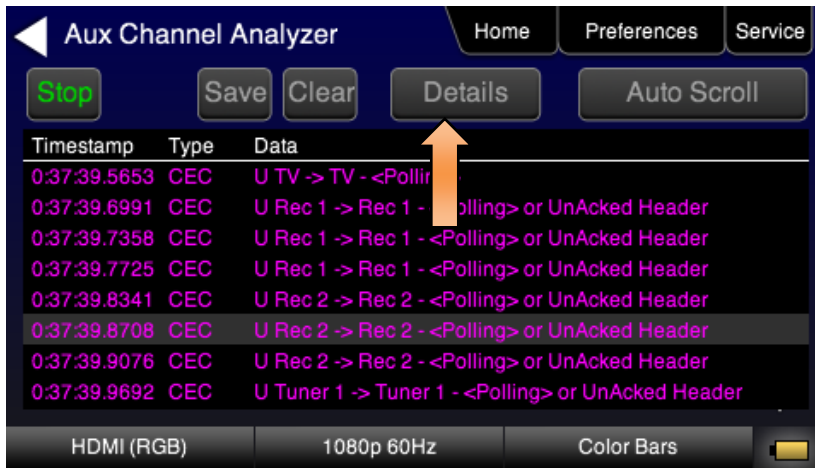 Aux Channel Analyzer Home Preferences Service
Stop Save Clear Details Auto Scroll
Timestamp Type Data
0:37:39.5653 CEC U TV -> TV -
0:37:39.6991 CEC U Rec 1 -> Rec 1 - or UnAcked Header
0:37:39.7358 CEC U Rec 1 -> Rec 1 - <Polling> or UnAcked Header
0:37:39.7725 CEC U Rec 1 -> Rec 1 - <Polling> or UnAcked Header
0:37:39.8341 CEC U Rec 2 -> Rec 2 - <Polling> or UnAcked Header
0:37:39.8708 CEC U Rec 2 -> Rec 2 - <Polling> or UnAcked Header
0:37:39.9076 CEC U Rec 2 -> Rec 2 - <Polling> or UnAcked Header
0:37:39.9692 CEC U Tuner 1 -> Tuner 1 - <Polling> or UnAcked Header
HDMI (RGB) 1080p 60Hz Color Bars